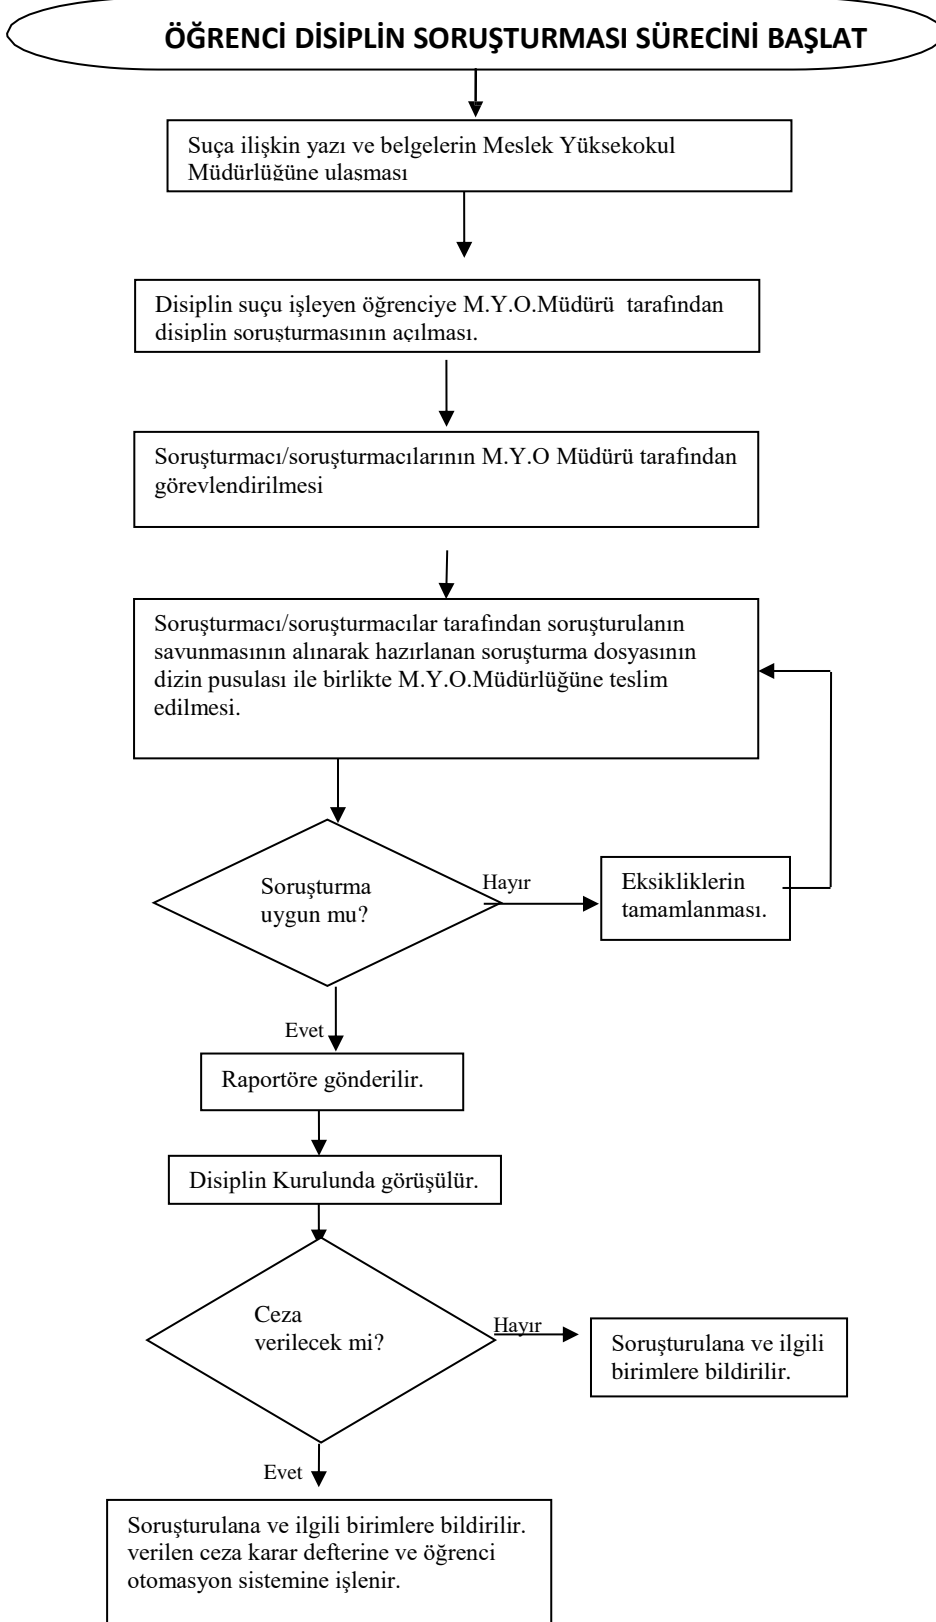 ÖĞRENCİ DİSİPLİN SORUŞTURMASI SÜRECİNİ BAŞLAT
Suça ilişkin yazı ve belgelerin Meslek Yüksekokul
Müdürlüğüne ulaşması
Disiplin suçu işleyen öğrenciye M.Y.O.Müdürü tarafından
disiplin soruşturmasının açılması.
Soruşturmacı/soruşturmacılarının M.Y.O Müdürü tarafından
görevlendirilmesi
Soruşturmacı/soruşturmacılar tarafından soruşturulanın
savunmasının alınarak hazırlanan soruşturma dosyasının
dizin pusulası ile birlikte M.Y.O.Müdürlüğüne teslim
edilmesi.
Soruşturma
uygun mu?
Hayır
Eksikliklerin
tamamlanması.
Evet
Raportöre gönderilir.
Disiplin Kurulunda görüşülür.
Ceza
verilecek mi?
Hayır
Soruşturulana ve ilgili
birimlere bildirilir.
Evet
Soruşturulana ve ilgili birimlere bildirilir.
verilen ceza karar defterine ve öğrenci
otomasyon sistemine işlenir.